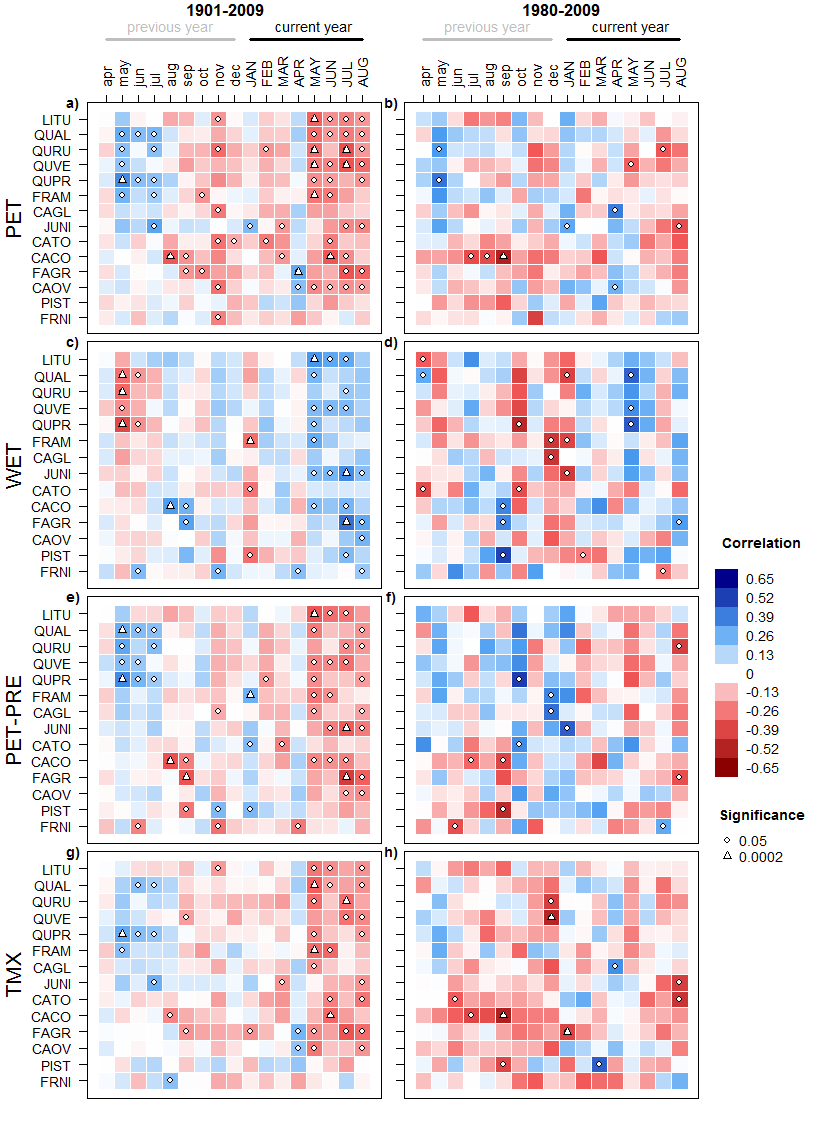 1901-2009 1980-2009
previous year current year previous year current year
apr may jun jul aug sep oct nov dec JAN FEB MAR APR MAY JUN JUL AUG apr may jun jul aug sep oct nov dec JAN FEB MAR APR MAY JUN JUL AUG
a) b)
PET
LITU
QUAL
QURU
QUVE
QUPR
FRAM
CAGL
JUNI
CATO
CACO
FAGR
CAOV
PIST
FRNI
c) d)
WET
LITU
QUAL
QURU
QUVE
QUPR
FRAM
CAGL
JUNI
CATO
CACO
FAGR
CAOV
PIST
FRNI
e) f)
PET-PRE
LITU
QUAL
QURU
QUVE
QUPR
FRAM
CAGL
JUNI
CATO
CACO
FAGR
CAOV
PIST
FRNI
g) h)
TMX
LITU
QUAL
QURU
QUVE
QUPR
FRAM
CAGL
JUNI
CATO
CACO
FAGR
CAOV
PIST
FRNI
Correlation
0.65
0.52
0.39
0.26
0.13
0
-0.13
-0.26
-0.39
-0.52
-0.65
Significance
0.05
0.0002